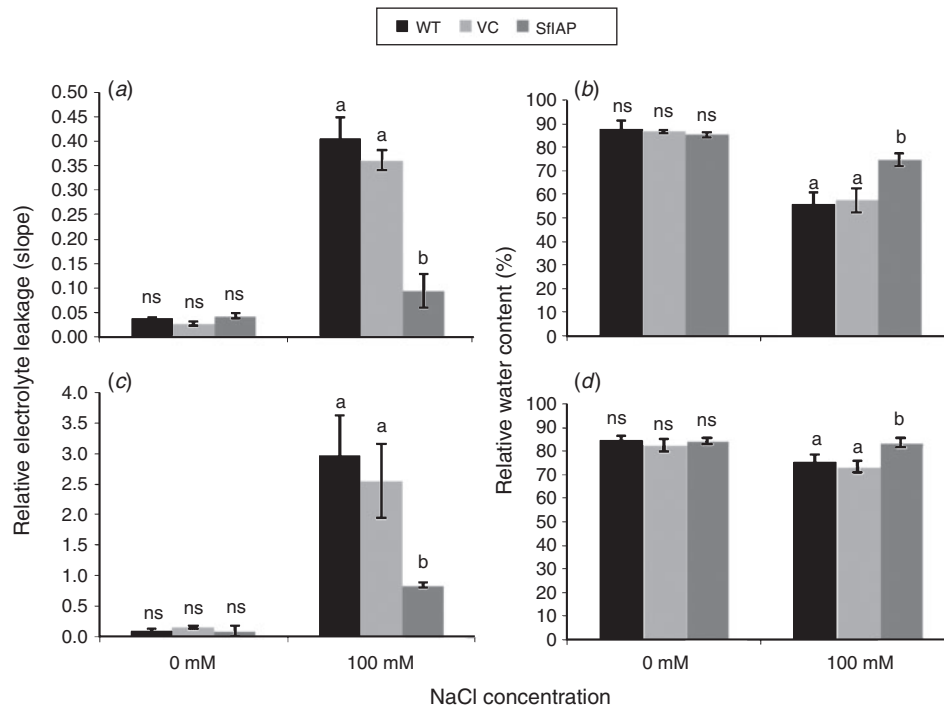 WT VC SfIAP
(a)
Relative electrolyte leakage (slope)
0.50
0.45
0.40
0.35
0.30
0.25
0.20
0.15
0.10
0.05
0.00
ns ns ns
a a b
(b)
Relative water content (%)
100
90
80
70
60
50
40
30
20
10
0
ns ns ns
a a b
(c)
4.0
3.5
3.0
2.5
2.0
1.5
1.0
0.5
0.0
ns ns ns
a a b
0 mM 100 mM
(d)
100
90
80
70
60
50
40
30
20
10
0
ns ns ns
a a b
0 mM 100 mM
NaCl concentration